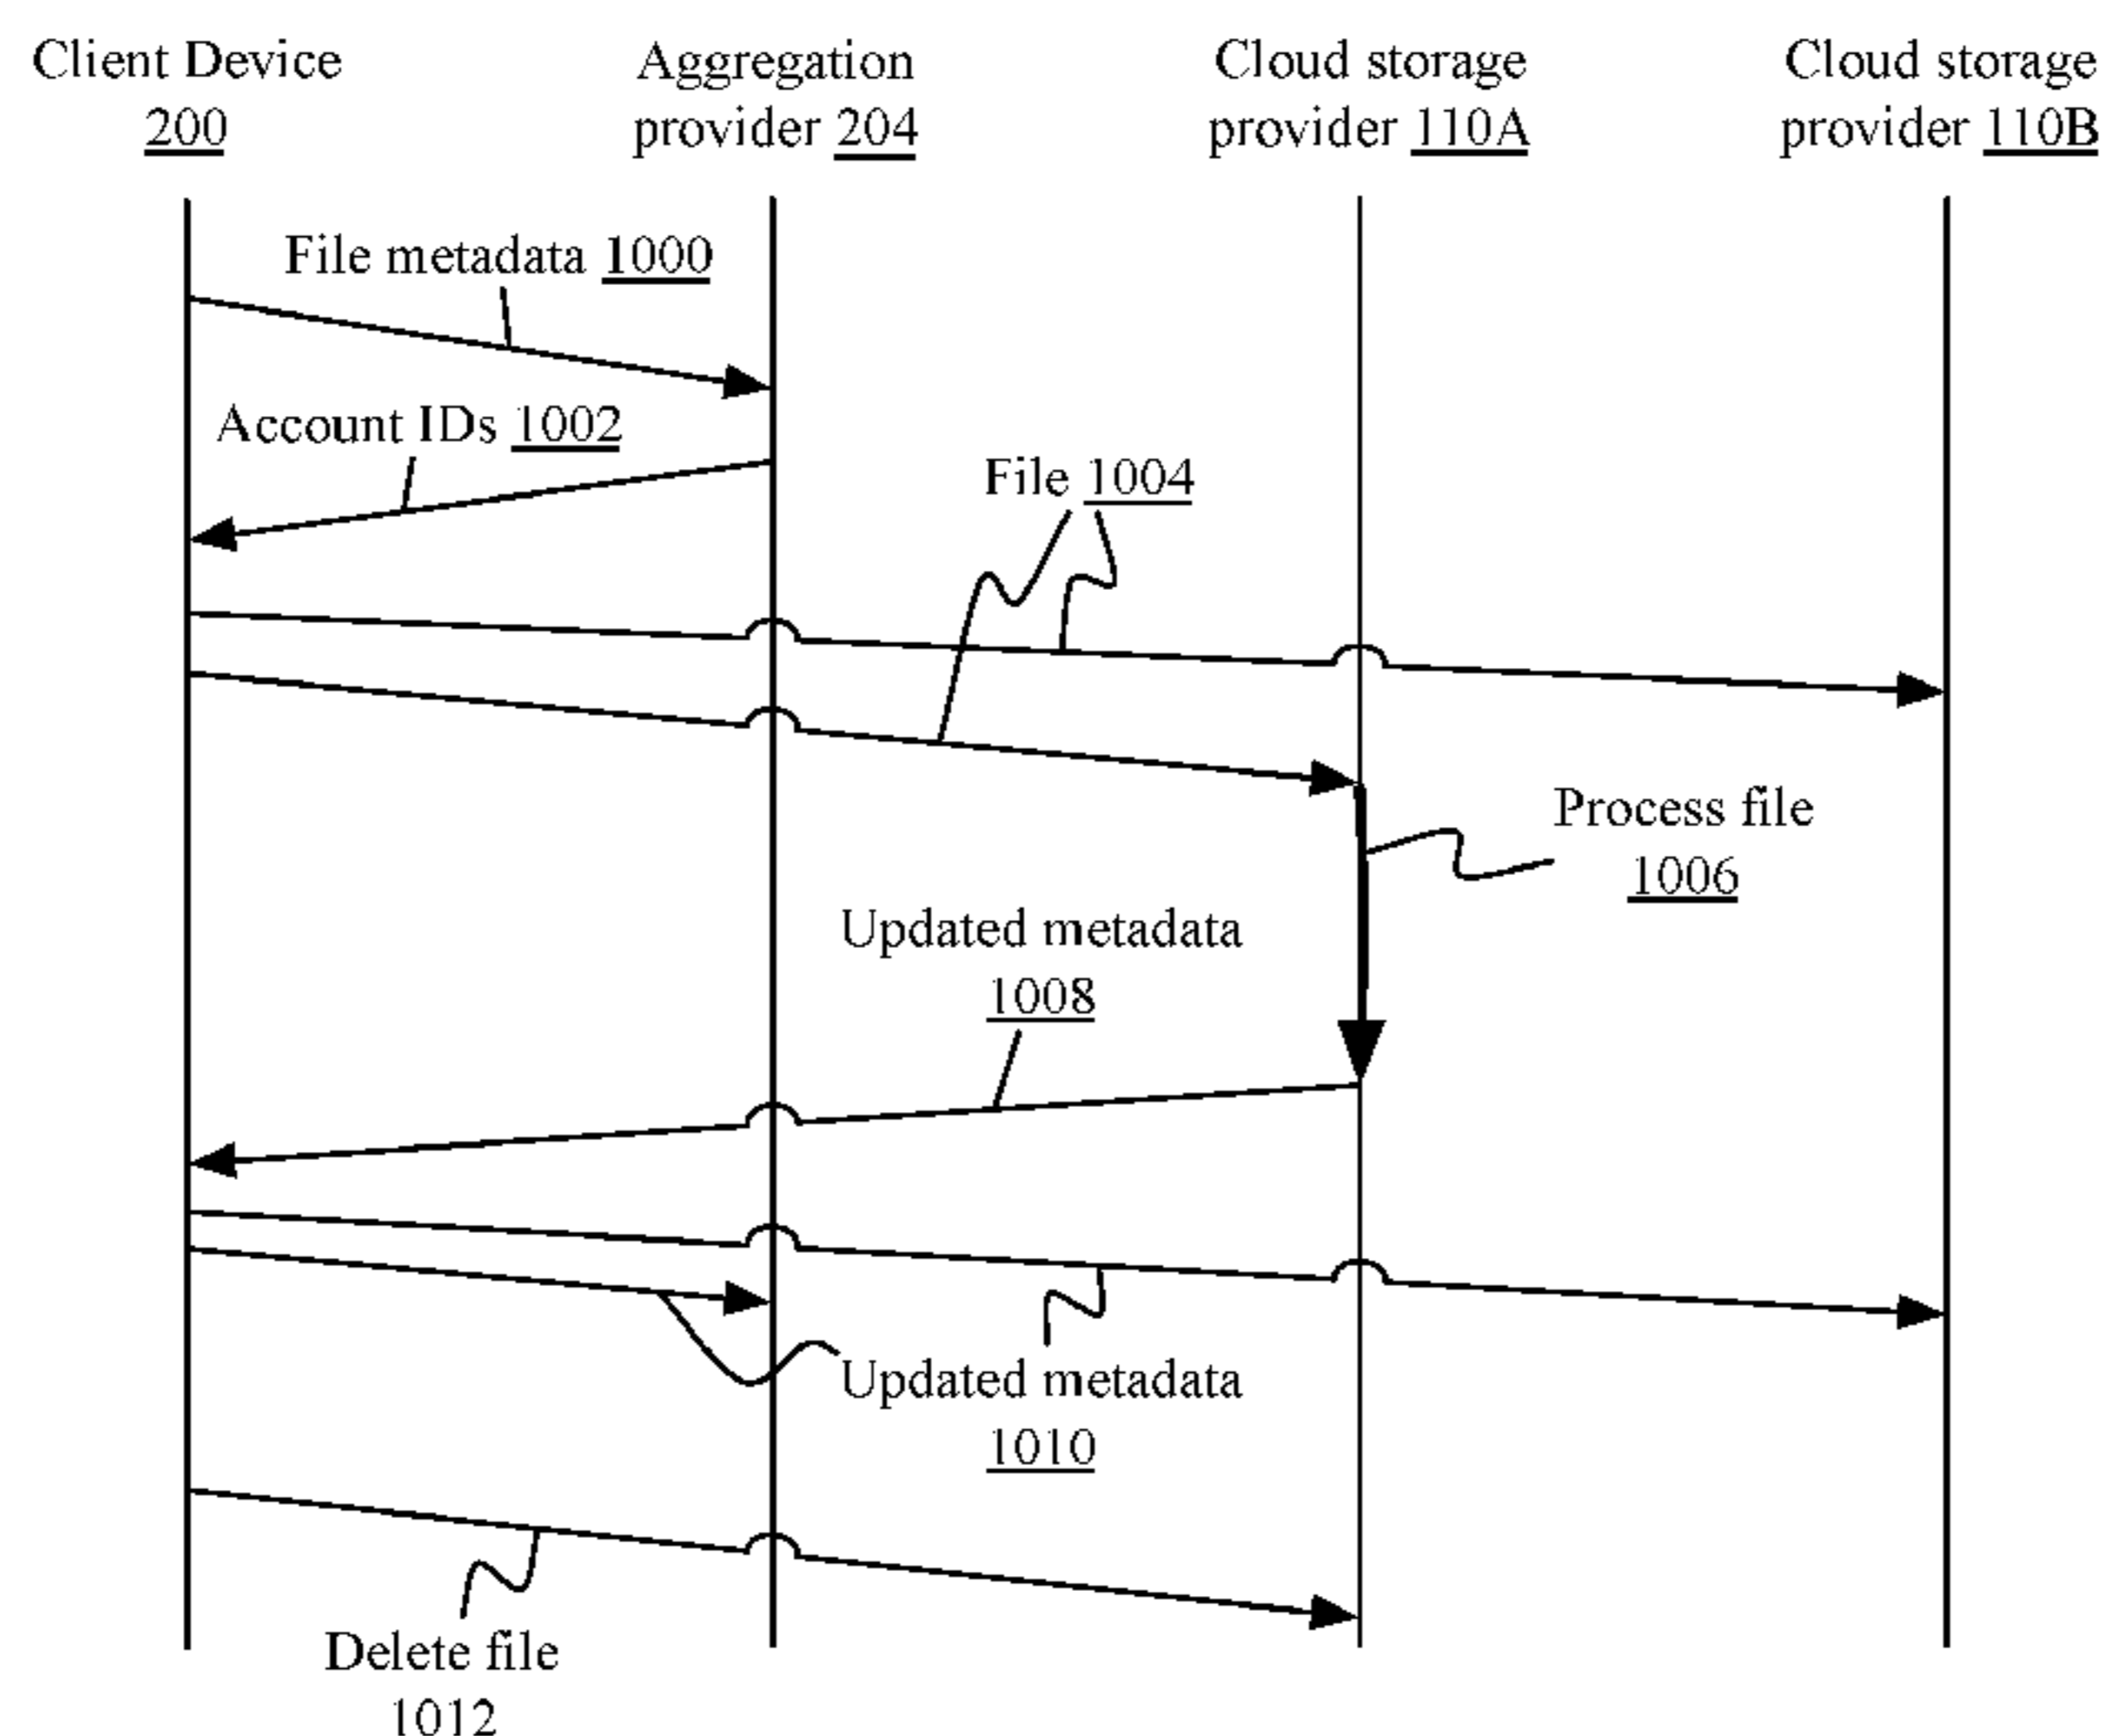 Client Device
200
Aggregation
provider 204
Cloud storage
provider 110A
Cloud storage
provider 110B
File metadata 1000
Account IDs 1002
File 1004
Process file
1006
Updated metadata
1008
Updated metadata
1010
Delete file
1012